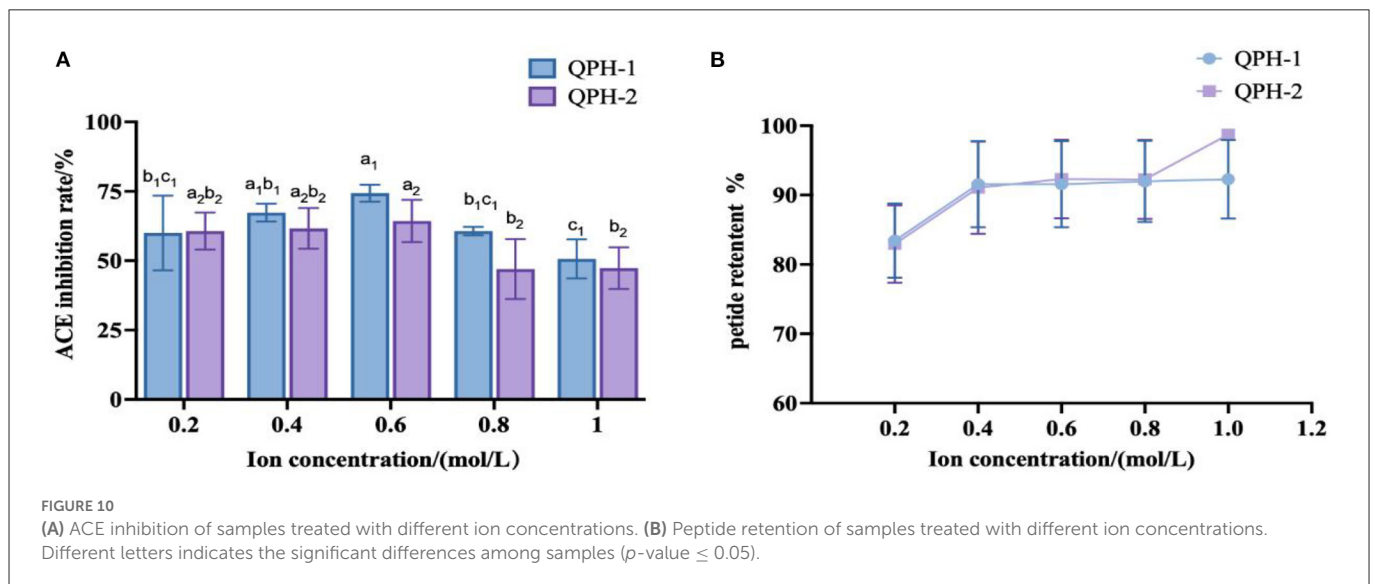 A
QPH-1
QPH-2
ACE inhibition rate/%
100
75
50
25
0
b₁c₁
a₂b₂
a₁b₁
a₂b₂
a₁
a₂
b₁c₁
b₂
c₁
b₂
0.2 0.4 0.6 0.8 1
Ion concentration/(mol/L)
B
QPH-1
QPH-2
petide retentent %
100
90
80
70
60
0.2 0.4 0.6 0.8 1.0 1.2
Ion concentration/(mol/L)
FIGURE 10
(A) ACE inhibition of samples treated with different ion concentrations. (B) Peptide retention of samples treated with different ion concentrations.
Different letters indicates the significant differences among samples (p-value ≤ 0.05).